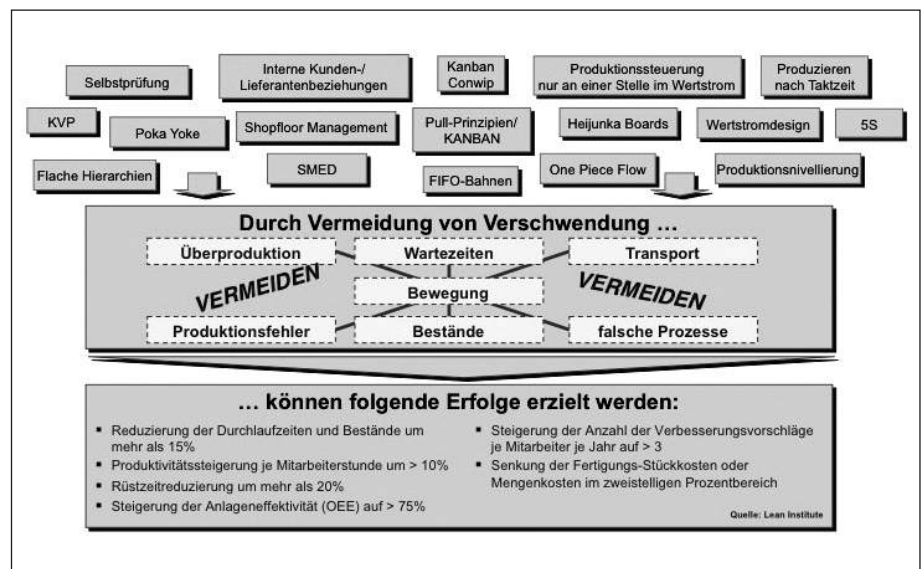 Selbstprüfung
Interne Kunden-/
Lieferantenbeziehungen
Kanban
Conwip
Produktionssteuerung
nur an einer Stelle im Wertstrom
Produzieren
nach Taktzeit
KVP
Poka Yoke
Shopfloor Management
Pull-Prinzipien/
KANBAN
Heijunka Boards
Wertstromdesign
5S
Flache Hierarchien
SMED
FIFO-Bahnen
One Piece Flow
Produktionsnivellierung
Durch Vermeidung von Verschwendung …
Überproduktion
Wartezeiten
Transport
VERMEIDEN
Bewegung
VERMEIDEN
Produktionsfehler
Bestände
falsche Prozesse
… können folgende Erfolge erzielt werden:
▪ Reduzierung der Durchlaufzeiten und Bestände um
mehr als 15%
▪ Produktivitätssteigerung je Mitarbeiterstunde um > 10%
▪ Rüstzeitreduzierung um mehr als 20%
▪ Steigerung der Anlageneffektivität (OEE) auf > 75%
▪ Steigerung der Anzahl der Verbesserungsvorschläge
je Mitarbeiter je Jahr auf > 3
▪ Senkung der Fertigungs-Stückkosten oder
Mengenkosten im zweistelligen Prozentbereich
Quelle: Lean Institute